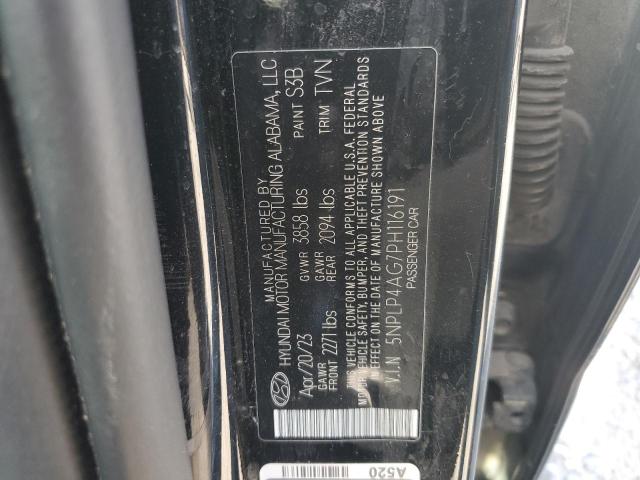 MANUFACTURED BY
HYUNDAI MOTOR MANUFACTURING ALABAMA, LLC
Apr/20/23 GVWR 3858 lbs PAINT S3B
GAWR FRONT 2271 lbs GAWR REAR 2094 lbs TRIM TVN
THIS VEHICLE CONFORMS TO ALL APPLICABLE U.S.A. FEDERAL
MOTOR VEHICLE SAFETY, BUMPER, AND THEFT PREVENTION STANDARDS
IN EFFECT ON THE DATE OF MANUFACTURE SHOWN ABOVE
V.I.N 5NPLP4AG7PH116191
PASSENGER CAR
A520